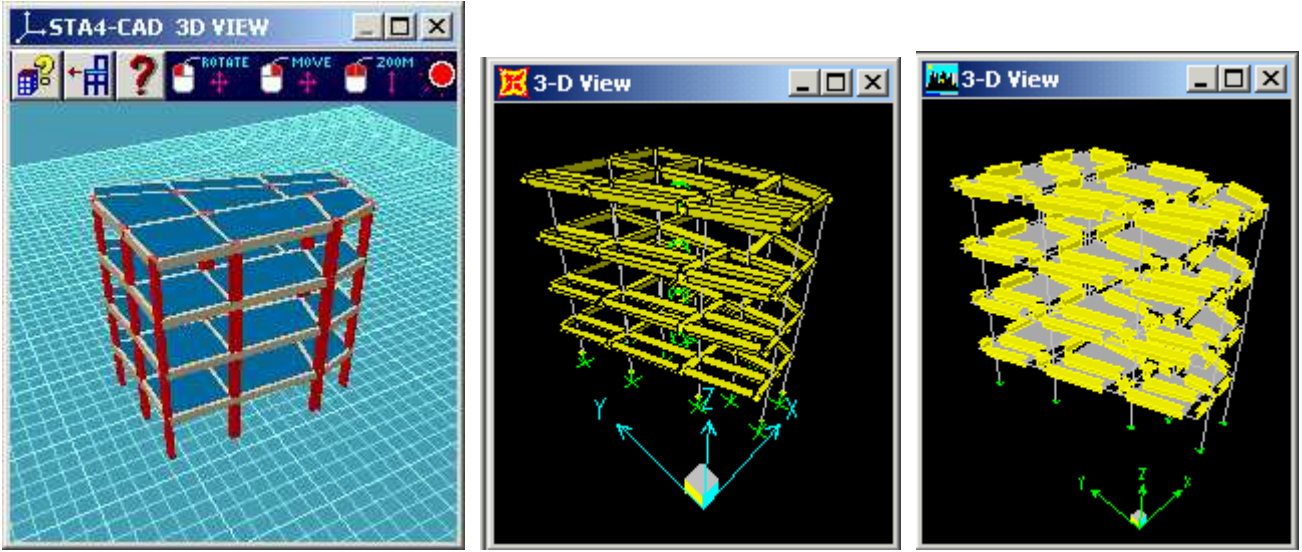 STA4-CAD 3D VIEW
ROTATE
MOVE
ZOOM
3-D View
Y
Z
X
3-D View
Y
Z
X